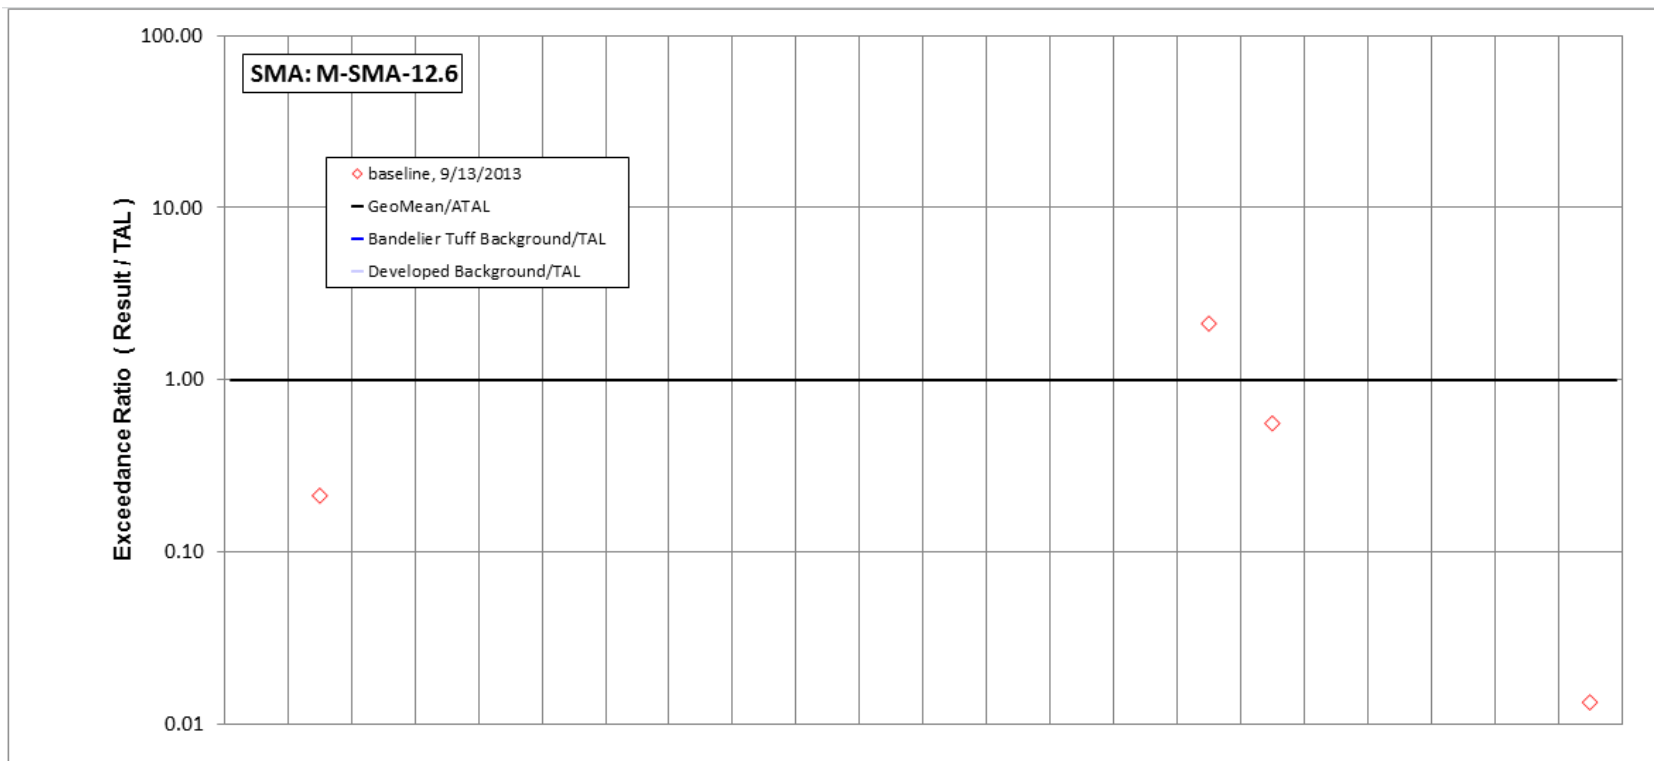 100.00
SMA: M-SMA-12.6
baseline, 9/13/2013
GeoMean/ATAL
Bandelier Tuff Background/TAL
Developed Background/TAL
10.00
1.00
0.10
0.01
Exceedance Ratio ( Result / TAL )